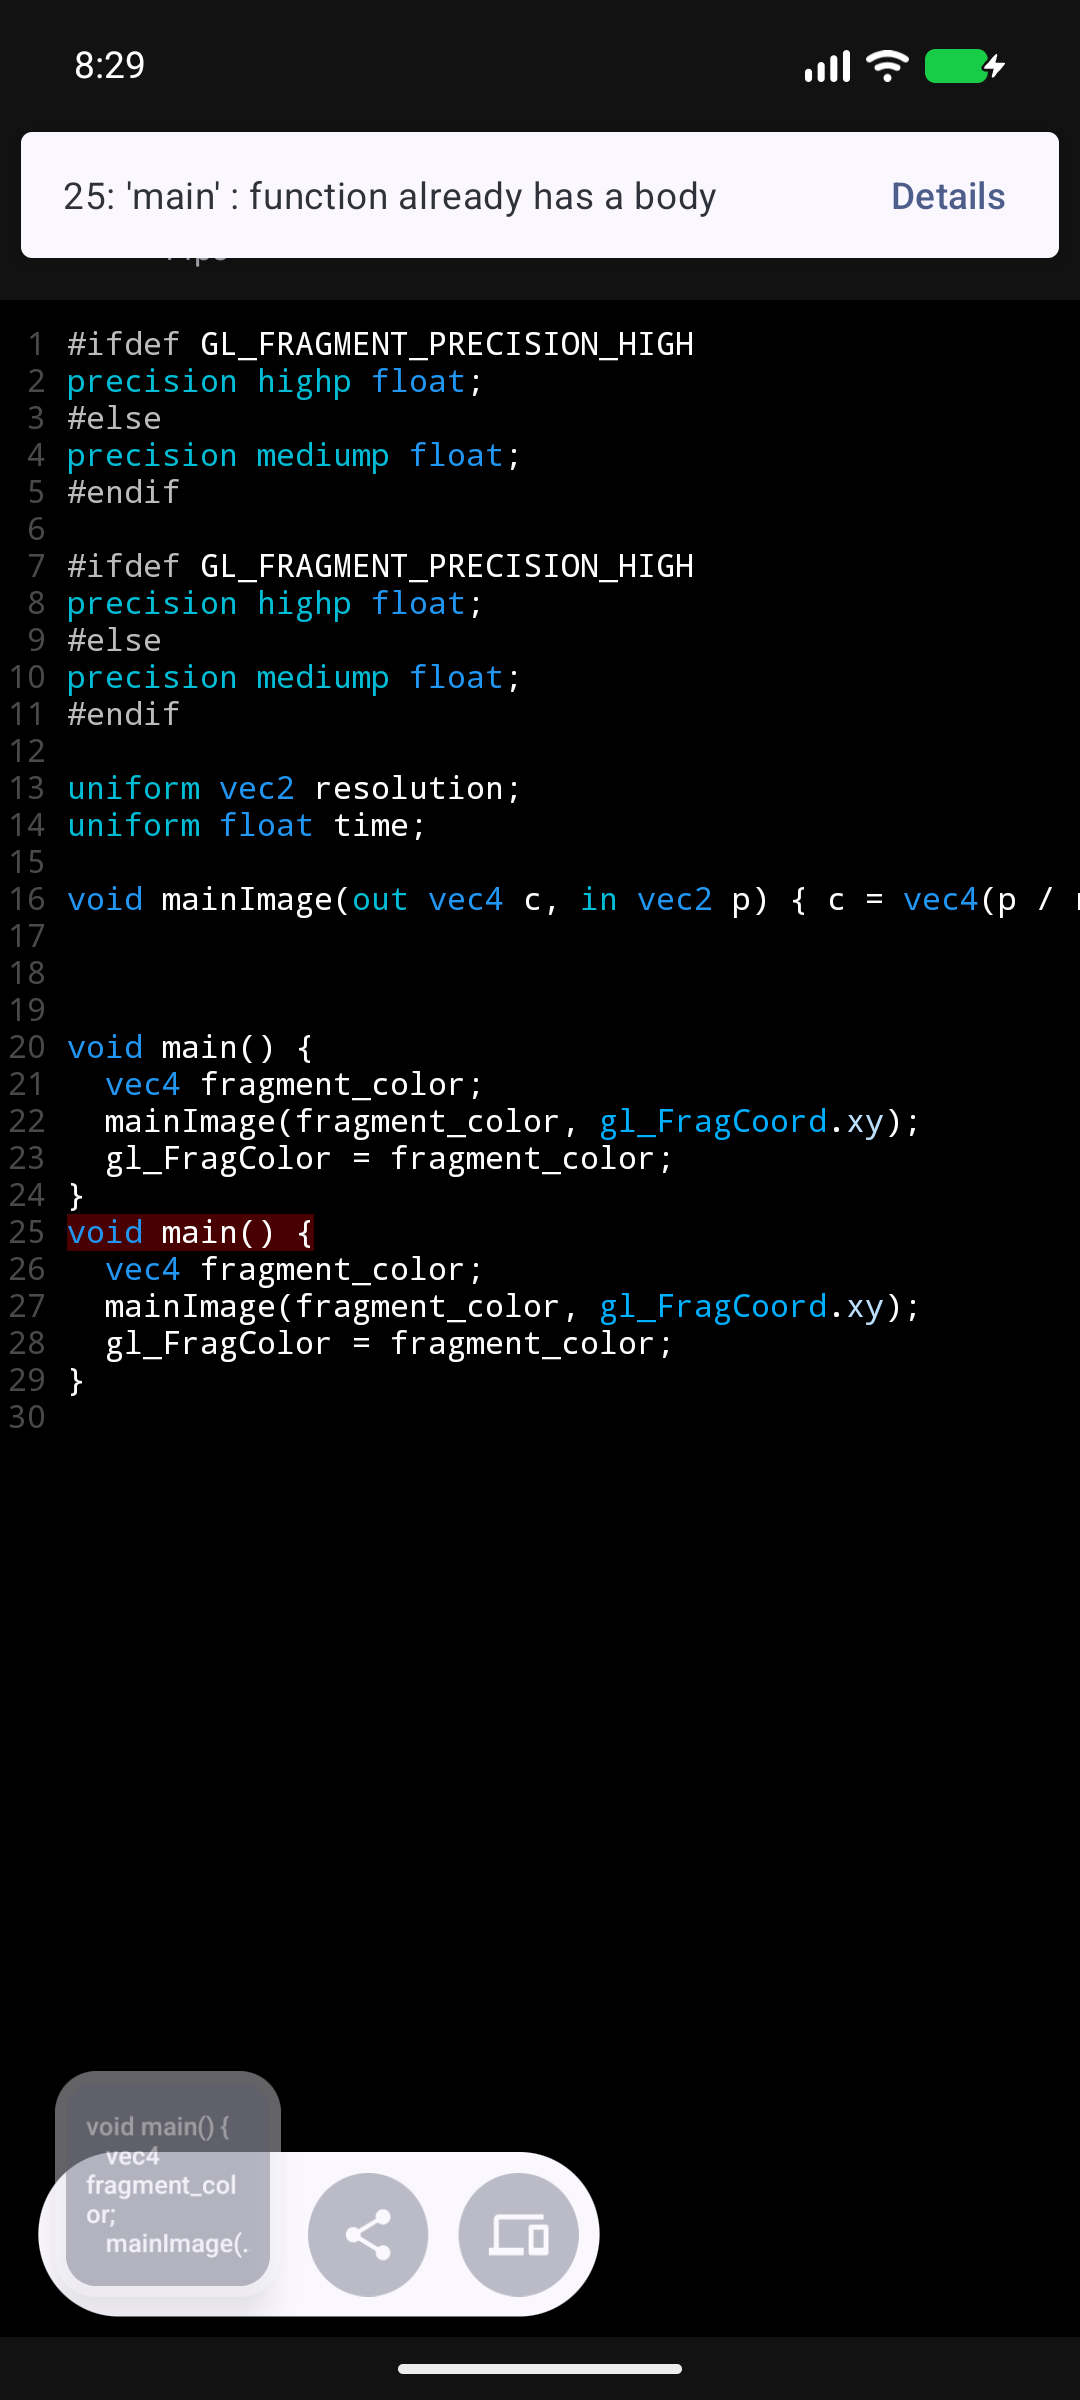 8:29
25: 'main' : function already has a body
Details
1 #ifdef GL_FRAGMENT_PRECISION_HIGH
2 precision highp float;
3 #else
4 precision mediump float;
5 #endif
6
7 #ifdef GL_FRAGMENT_PRECISION_HIGH
8 precision highp float;
9 #else
10 precision mediump float;
11 #endif
12
13 uniform vec2 resolution;
14 uniform float time;
15
16 void mainImage(out vec4 c, in vec2 p) { c = vec4(p /
17
18
19
20 void main() {
21   vec4 fragment_color;
22   mainImage(fragment_color, gl_FragCoord.xy);
23   gl_FragColor = fragment_color;
24 }
25 void main() {
26   vec4 fragment_color;
27   mainImage(fragment_color, gl_FragCoord.xy);
28   gl_FragColor = fragment_color;
29 }
30
void main() {
vec4
fragment_col
or;
mainImage(.